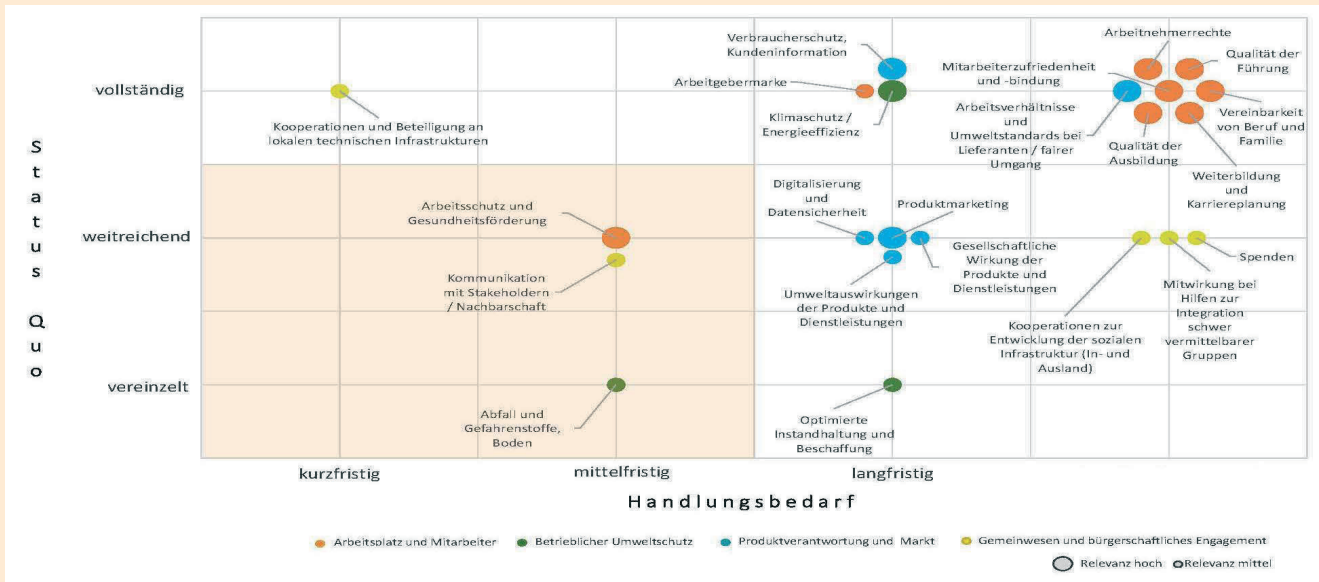 Status Quo
vollständig
weitreichend
vereinzelt
Kooperationen und Beteiligung an
lokalen technischen Infrastrukturen
Verbraucherschutz,
Kundeninformation
Arbeitgebermarke
Klimaschutz /
Energieeffizienz
Arbeitnehmerrechte
Qualität der
Führung
Mitarbeiterzufriedenheit
und -bindung
Arbeitsverhältnisse
und
Umweltstandards bei
Lieferanten / fairer
Umgang
Qualität der
Ausbildung
Vereinbarkeit
von Beruf und
Familie
Weiterbildung
und
Karriereplanung
Arbeitsschutz und
Gesundheitsförderung
Kommunikation
mit Stakeholdern
/ Nachbarschaft
Digitalisierung
und
Datensicherheit
Produktmarketing
Gesellschaftliche
Wirkung der
Produkte und
Dienstleistungen
Umweltauswirkungen
der Produkte und
Dienstleistungen
Spenden
Mitwirkung bei
Hilfen zur
Integration
schwer
vermittelbarer
Gruppen
Kooperationen zur
Entwicklung der sozialen
Infrastruktur (In- und
Ausland)
Abfall und
Gefahrenstoffe,
Boden
Optimierte
Instandhaltung und
Beschaffung
kurzfristig
mittelfristig
langfristig
Handlungsbedarf
Arbeitsplatz und Mitarbeiter
Betrieblicher Umweltschutz
Produktverantwortung und Markt
Gemeinwesen und bürgerschaftliches Engagement
Relevanz hoch
Relevanz mittel